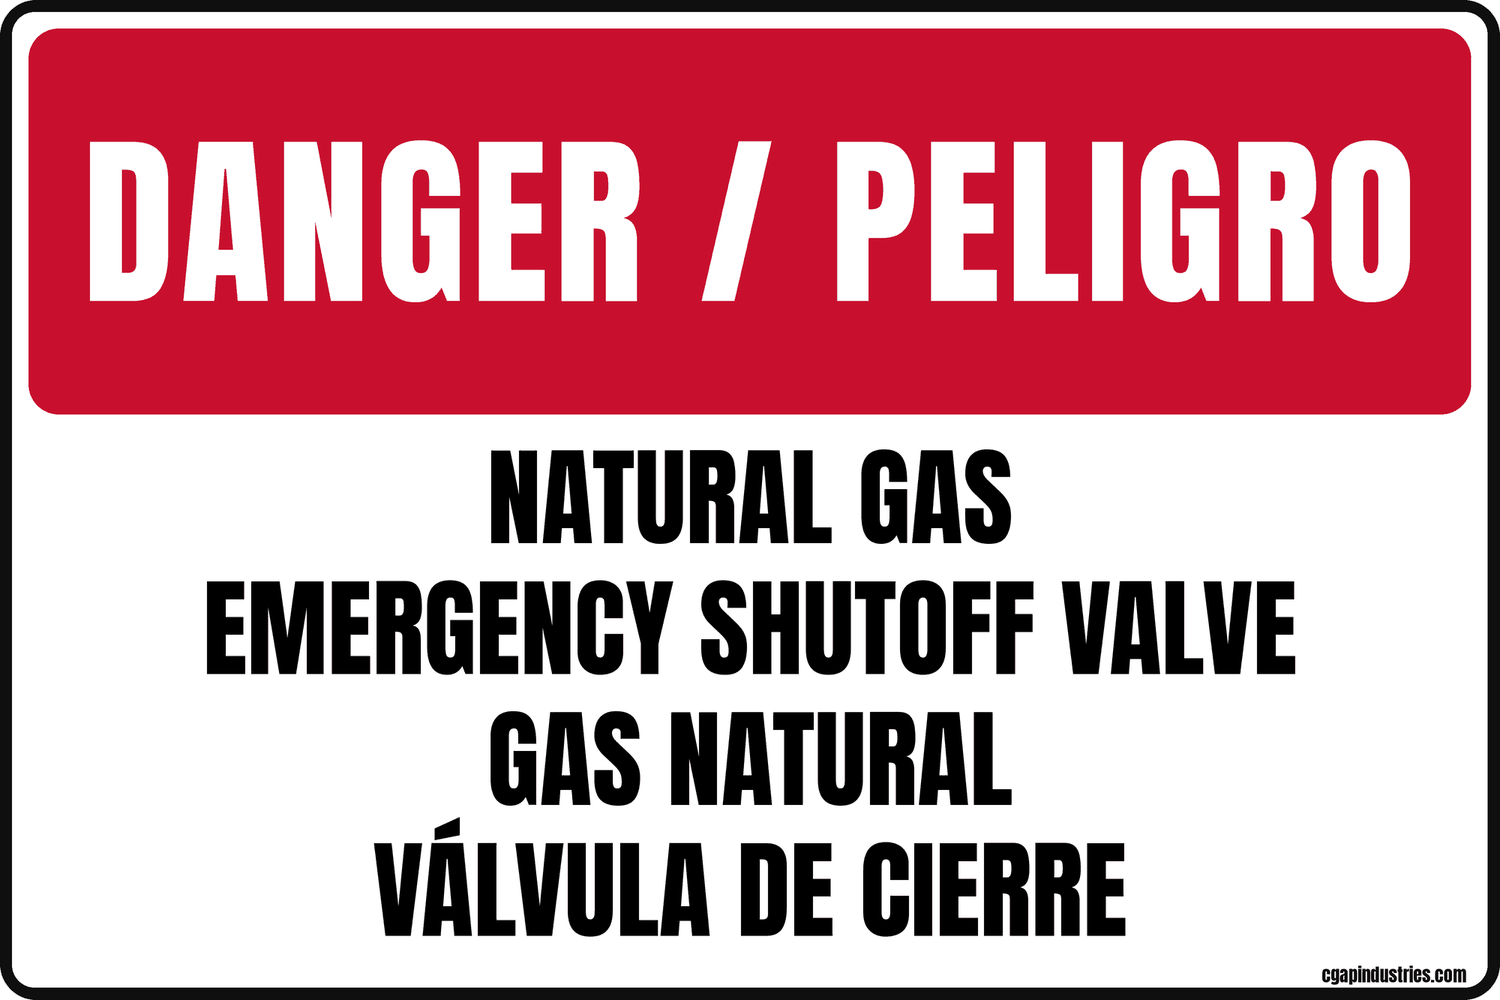 DANGER / PELIGRO
NATURAL GAS
EMERGENCY SHUTOFF VALVE
GAS NATURAL
VÁLVULA DE CIERRE
cgapindustries.com